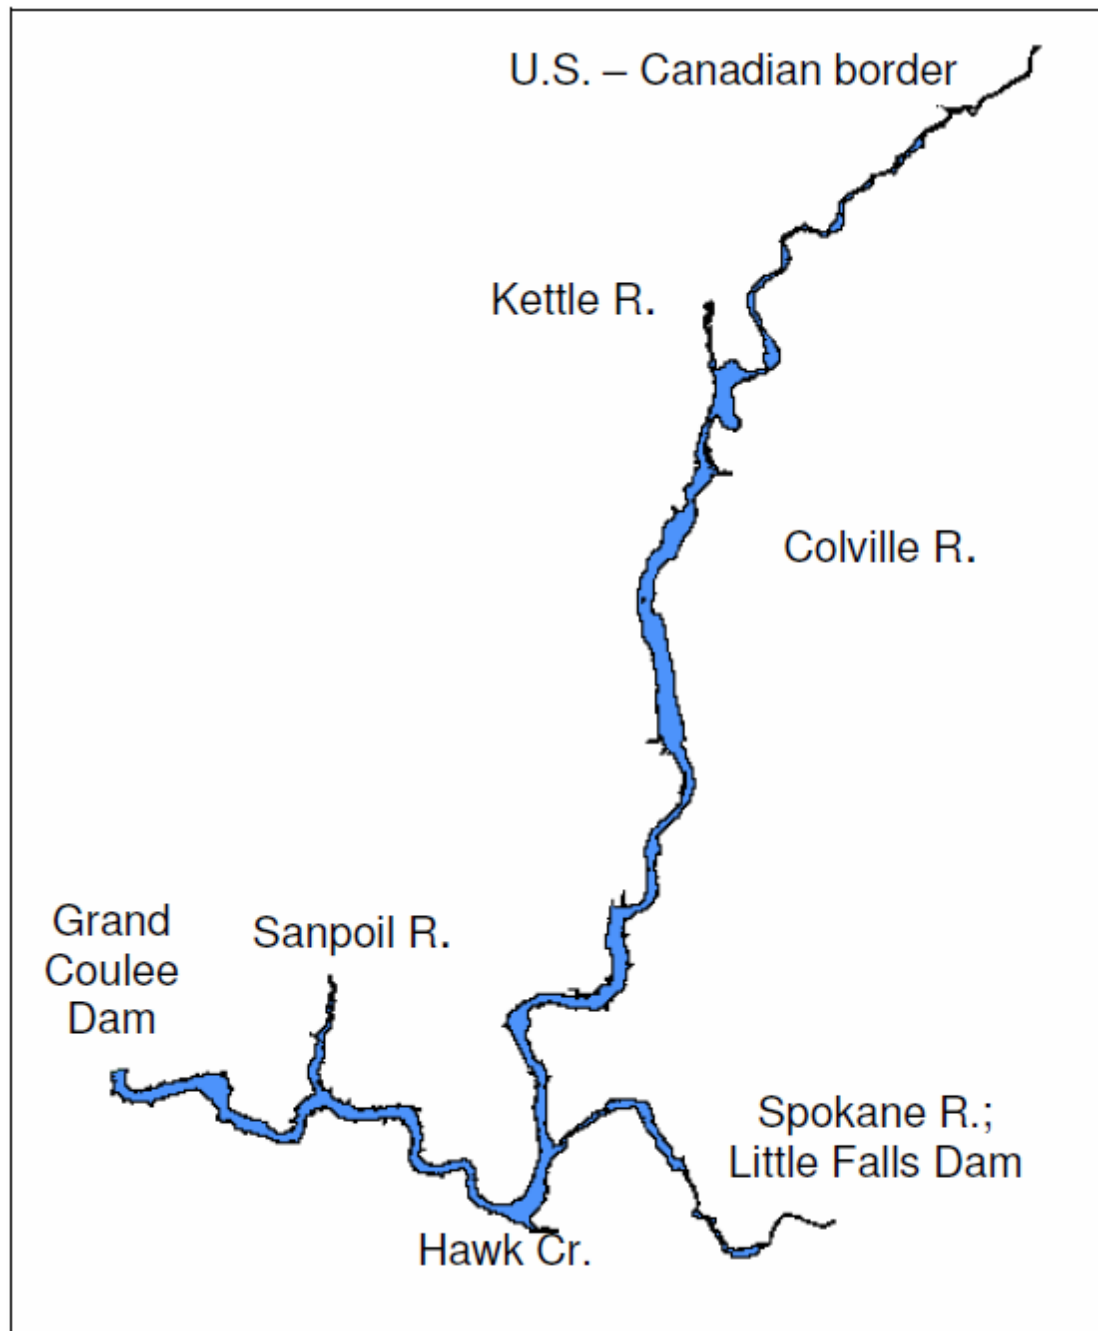 U.S. – Canadian border
Kettle R.
Colville R.
Grand
Coulee
Dam
Sanpoil R.
Spokane R.;
Little Falls Dam
Hawk Cr.